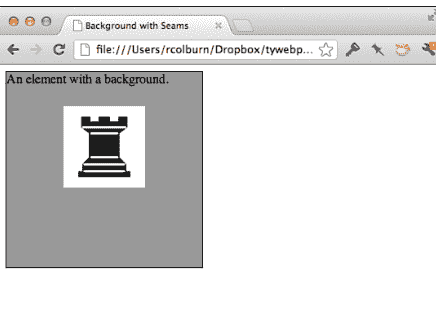 Background with Seams
file:///Users/rcolburn/Dropbox/tywebp...
An element with a background.